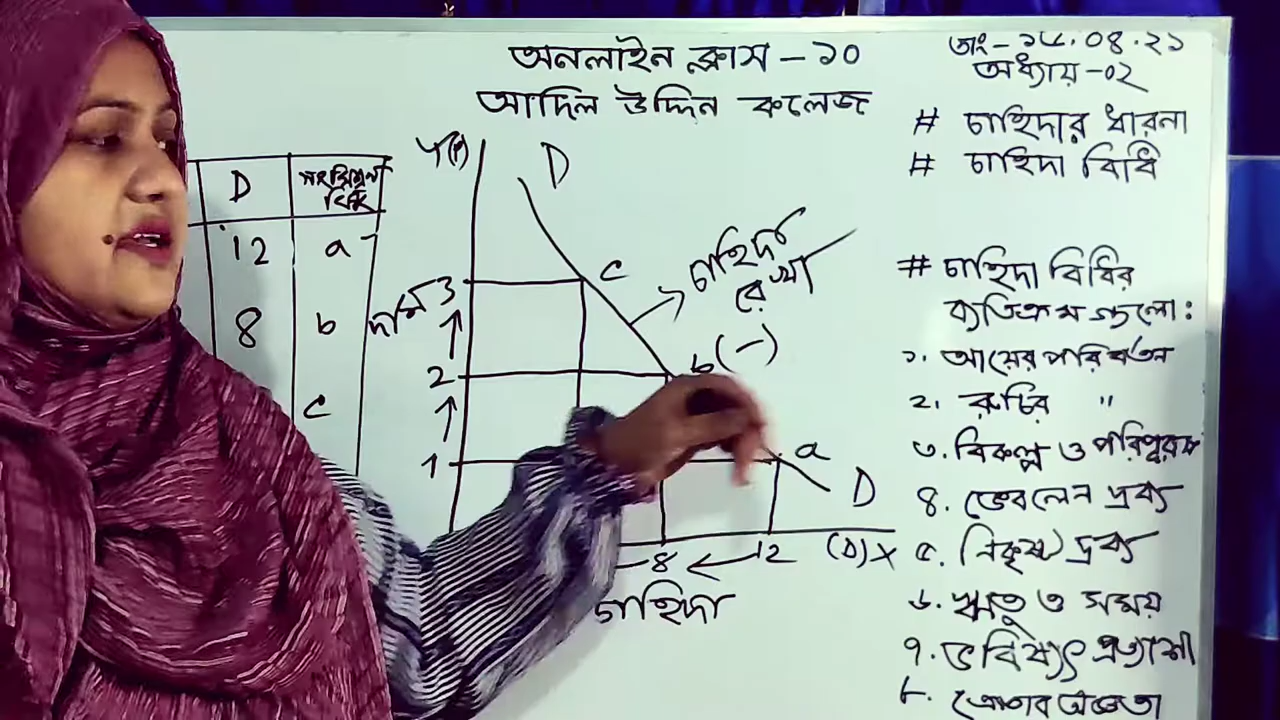 অনলাইন ক্লাস – ১০
আদিল উদ্দিন কলেজ
তাং – ১৮.০৪.২১
অধ্যায় – ০২
# চাহিদার ধারনা
# চাহিদা বিধি
# চাহিদা বিধির
ব্যতিক্রম গুলো :
১. আয়ের পরিবর্তন
২. রুচির "
৩. বিকল্প ও পরিপূরক
৪. ভেবলেন দ্রব্য
৫. নিকৃষ্ট দ্রব্য
৬. ঋতু ও সময়
৭. ভবিষ্যৎ প্রত্যাশা
৮. ক্রেতার অজ্ঞতা
D
12 a
8 b
c
Y(P)
D
চাহিদা
রেখা
(-)
দাম
3 c
2 b
1 a
D
8 ← 12 (D) X
চাহিদা